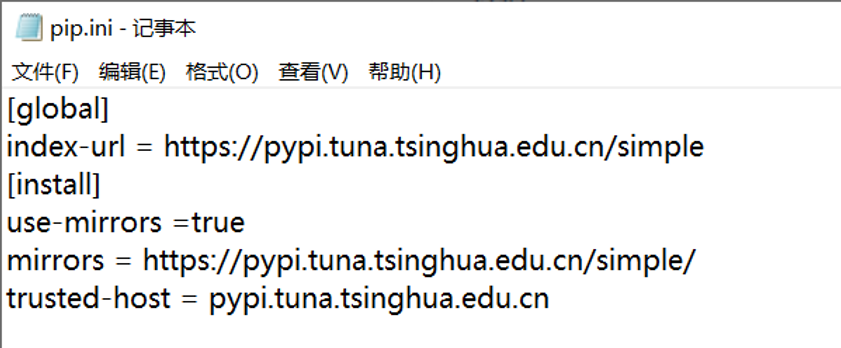 pip.ini - 记事本
文件(F) 编辑(E) 格式(O) 查看(V) 帮助(H)
[global]
index-url = https://pypi.tuna.tsinghua.edu.cn/simple
[install]
use-mirrors =true
mirrors = https://pypi.tuna.tsinghua.edu.cn/simple/
trusted-host = pypi.tuna.tsinghua.edu.cn